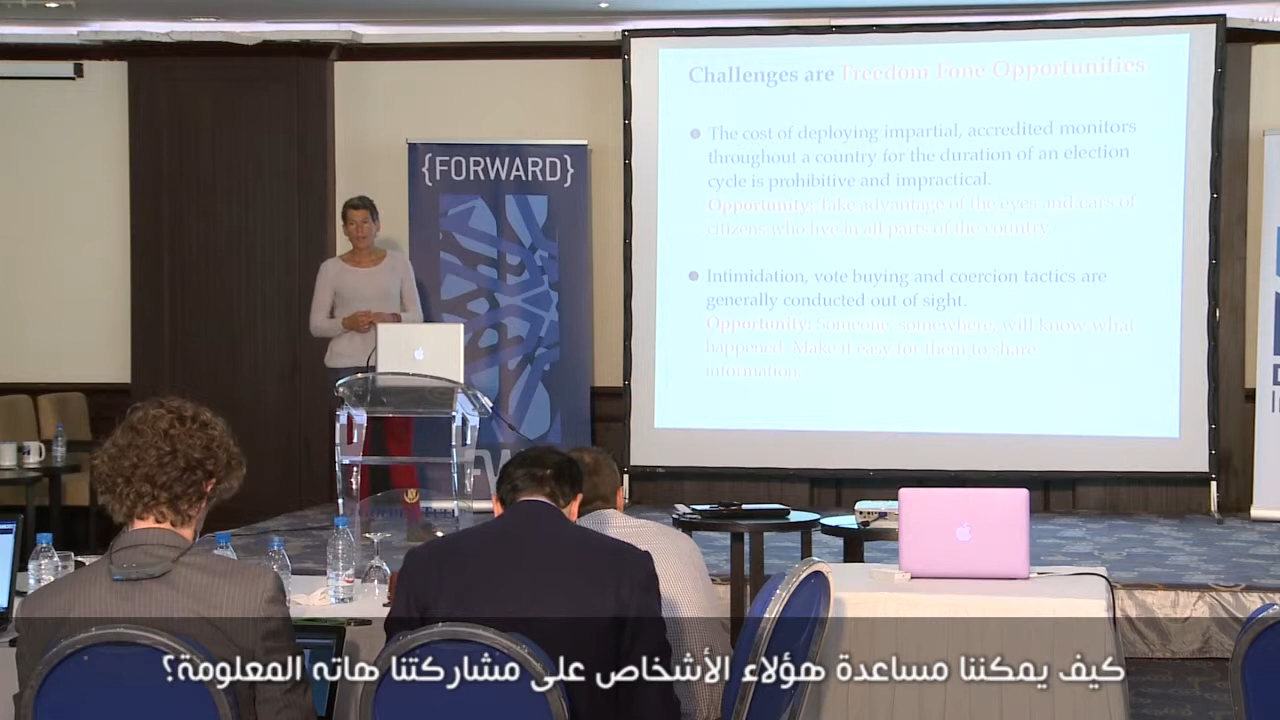 Challenges are Freedom Fone Opportunities
The cost of deploying impartial, accredited monitors
throughout a country for the duration of an election
cycle is prohibitive and impractical.
Opportunity: Take advantage of the eyes and ears of
citizens who live in all parts of the country
Intimidation, vote buying and coercion tactics are
generally conducted out of sight.
Opportunity: Someone, somewhere, will know what
happened. Make it easy for them to share
information.
{FORWARD}
كيف يمكننا مساعدة هؤلاء الأشخاص على مشاركتنا هاته المعلومة؟